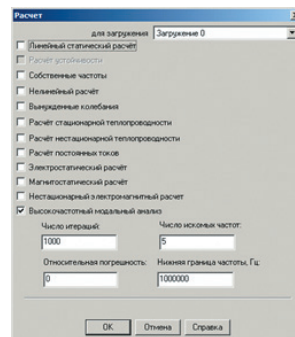 Расчет
для загружения Загружение 0
Линейный статический расчёт
Расчёт устойчивости
Собственные частоты
Нелинейный расчёт
Вынужденные колебания
Расчёт стационарной теплопроводности
Расчёт нестационарной теплопроводности
Расчёт постоянных токов
Электростатический расчёт
Магнитостатический расчёт
Нестационарный электромагнитный расчет
Высокочастотный модальный анализ
Число итераций: Число искомых частот:
1000 5
Относительная погрешность: Нижняя граница частоты, Гц:
0 1000000
OK Отмена Справка